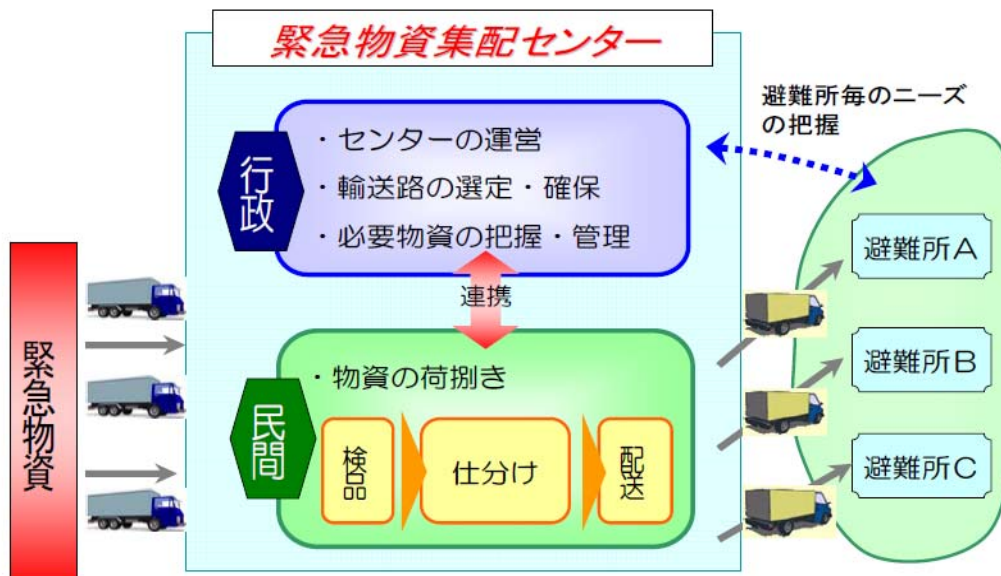 緊急物資集配センター
避難所毎のニーズ
の把握
行政
・センターの運営
・輸送路の選定・確保
・必要物資の把握・管理
連携
緊急物資
民間
・物資の荷捌き
検品
仕分け
配送
避難所A
避難所B
避難所C